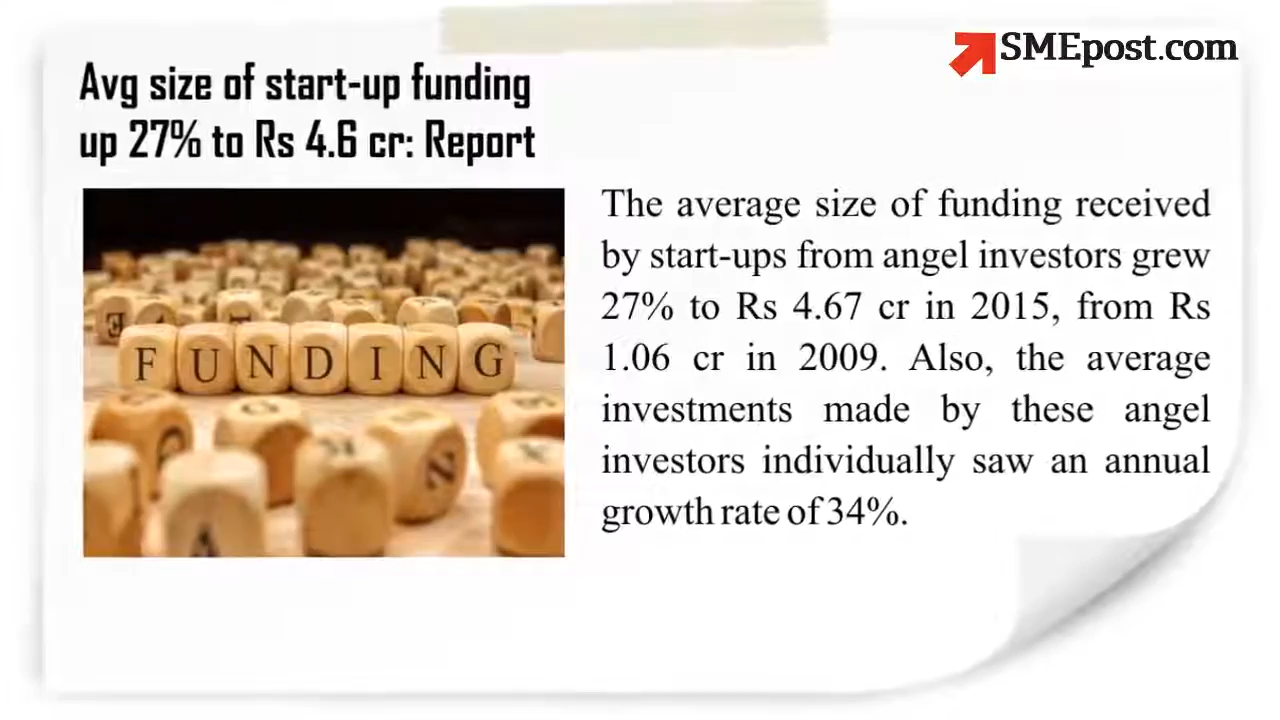 SMEpost.com
Avg size of start-up funding
up 27% to Rs 4.6 cr: Report
The average size of funding received
by start-ups from angel investors grew
27% to Rs 4.67 cr in 2015, from Rs
1.06 cr in 2009. Also, the average
investments made by these angel
investors individually saw an annual
growth rate of 34%.
FUNDING